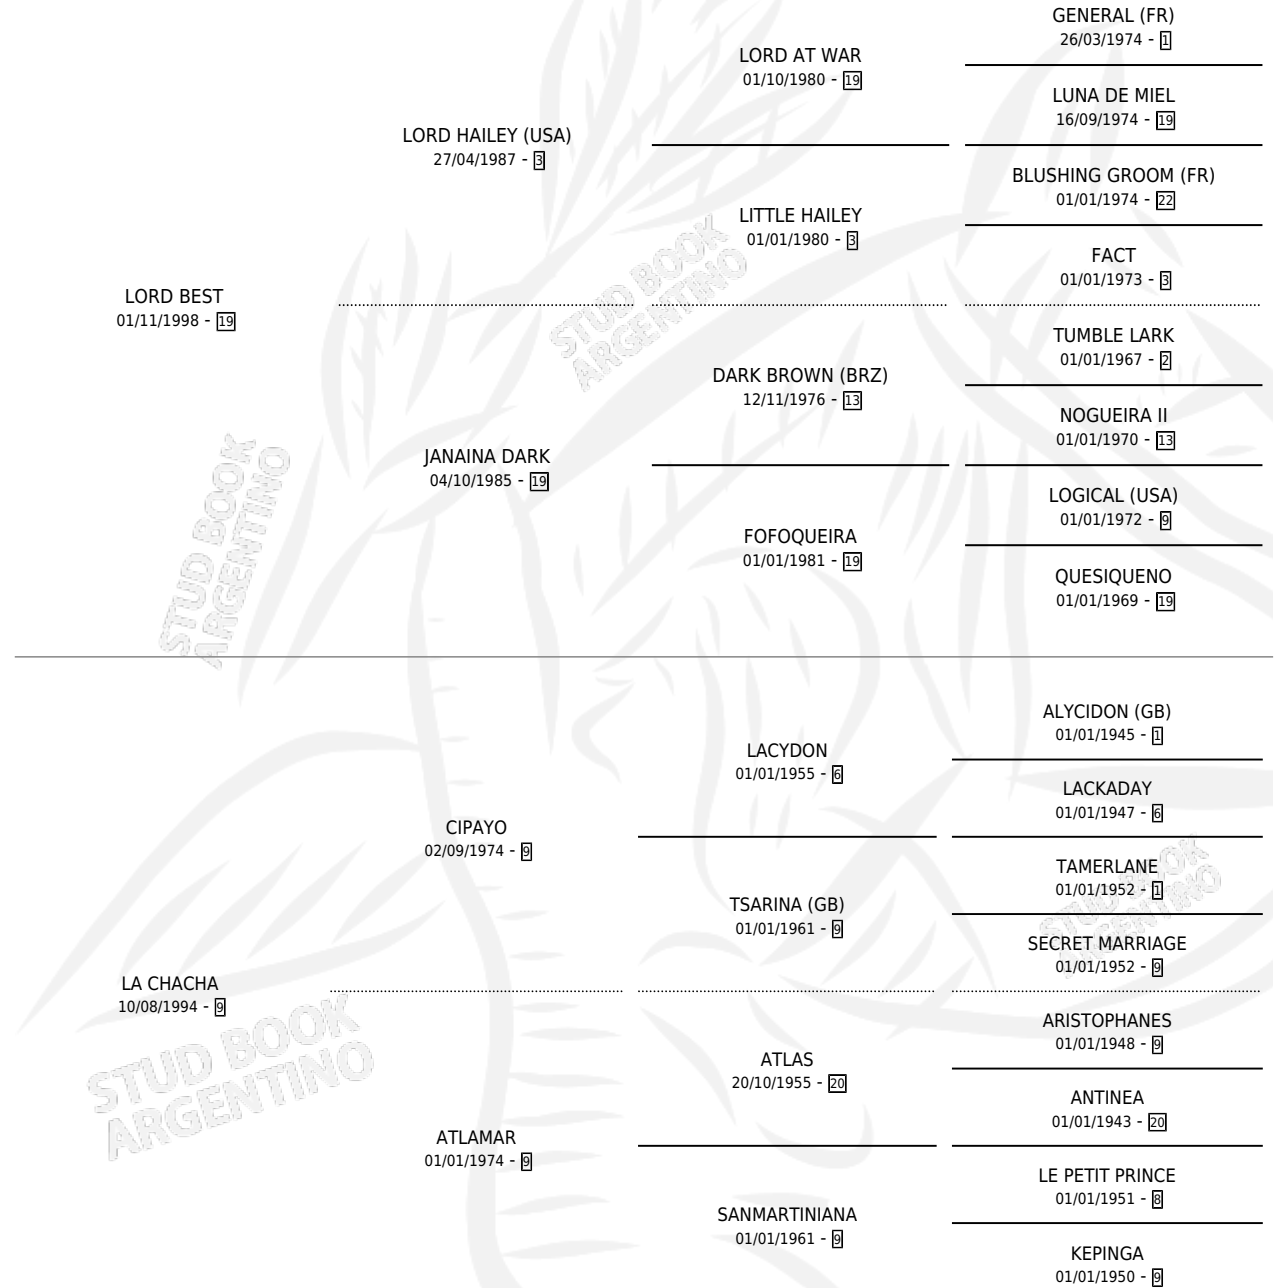 GENERAL (FR)
26/03/1974 - 1
LORD AT WAR
01/10/1980 - 19
LUNA DE MIEL
16/09/1974 - 19
LORD HAILEY (USA)
27/04/1987 - 3
BLUSHING GROOM (FR)
01/01/1974 - 22
LITTLE HAILEY
01/01/1980 - 3
FACT
01/01/1973 - 3
LORD BEST
01/11/1998 - 19
TUMBLE LARK
01/01/1967 - 2
DARK BROWN (BRZ)
12/11/1976 - 13
NOGUEIRA II
01/01/1970 - 13
JANAINA DARK
04/10/1985 - 19
LOGICAL (USA)
01/01/1972 - 9
FOFOQUEIRA
01/01/1981 - 19
QUESIQUENO
01/01/1969 - 19
STUD BOOK
ARGENTINO
STUD BOOK
ARGENTINO
ALYCIDON (GB)
01/01/1945 - 1
LACYDON
01/01/1955 - 6
LACKADAY
01/01/1947 - 6
CIPAYO
02/09/1974 - 9
TAMERLANE
01/01/1952 - 1
TSARINA (GB)
01/01/1961 - 9
SECRET MARRIAGE
01/01/1952 - 9
LA CHACHA
10/08/1994 - 9
ARISTOPHANES
01/01/1948 - 9
ATLAS
20/10/1955 - 20
ANTINEA
01/01/1943 - 20
ATLAMAR
01/01/1974 - 9
LE PETIT PRINCE
01/01/1951 - 8
SANMARTINIANA
01/01/1961 - 9
KEPINGA
01/01/1950 - 9
STUD BOOK
ARGENTINO
STUD BOOK
ARGENTINO